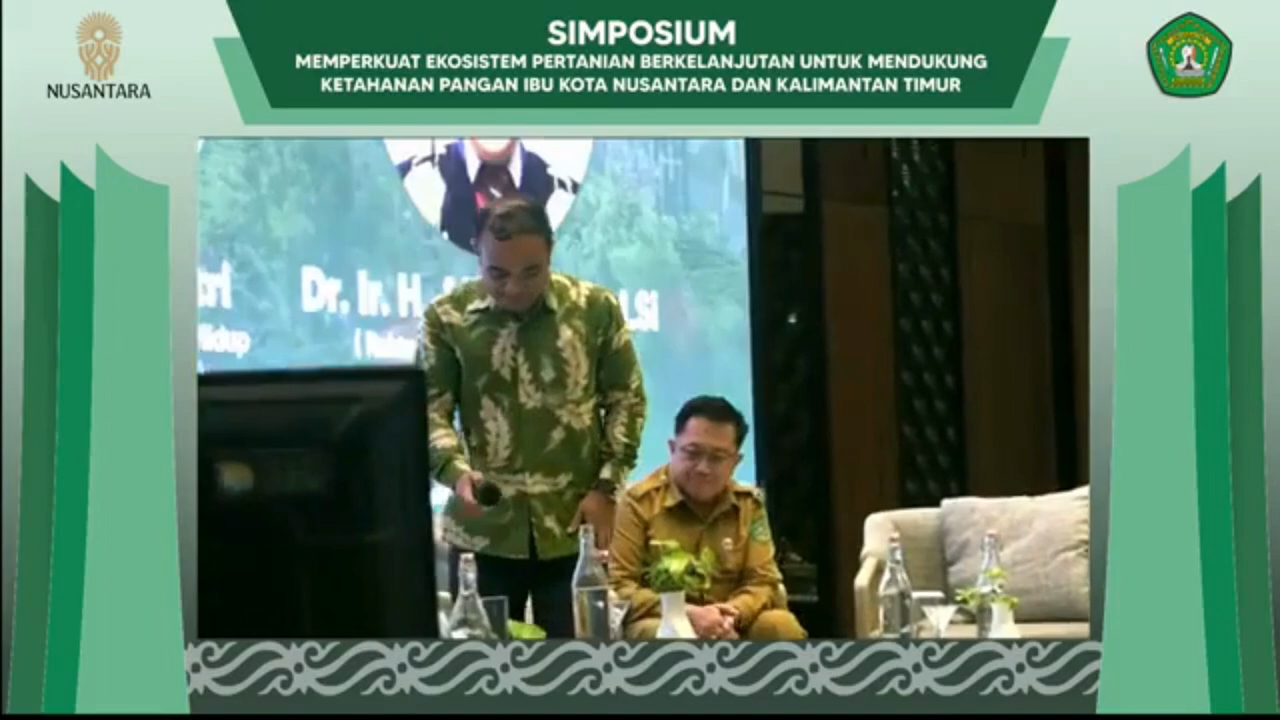 NUSANTARA
SIMPOSIUM
MEMPERKUAT EKOSISTEM PERTANIAN BERKELANJUTAN UNTUK MENDUKUNG
KETAHANAN PANGAN IBU KOTA NUSANTARA DAN KALIMANTAN TIMUR
Dr. Ir. H.